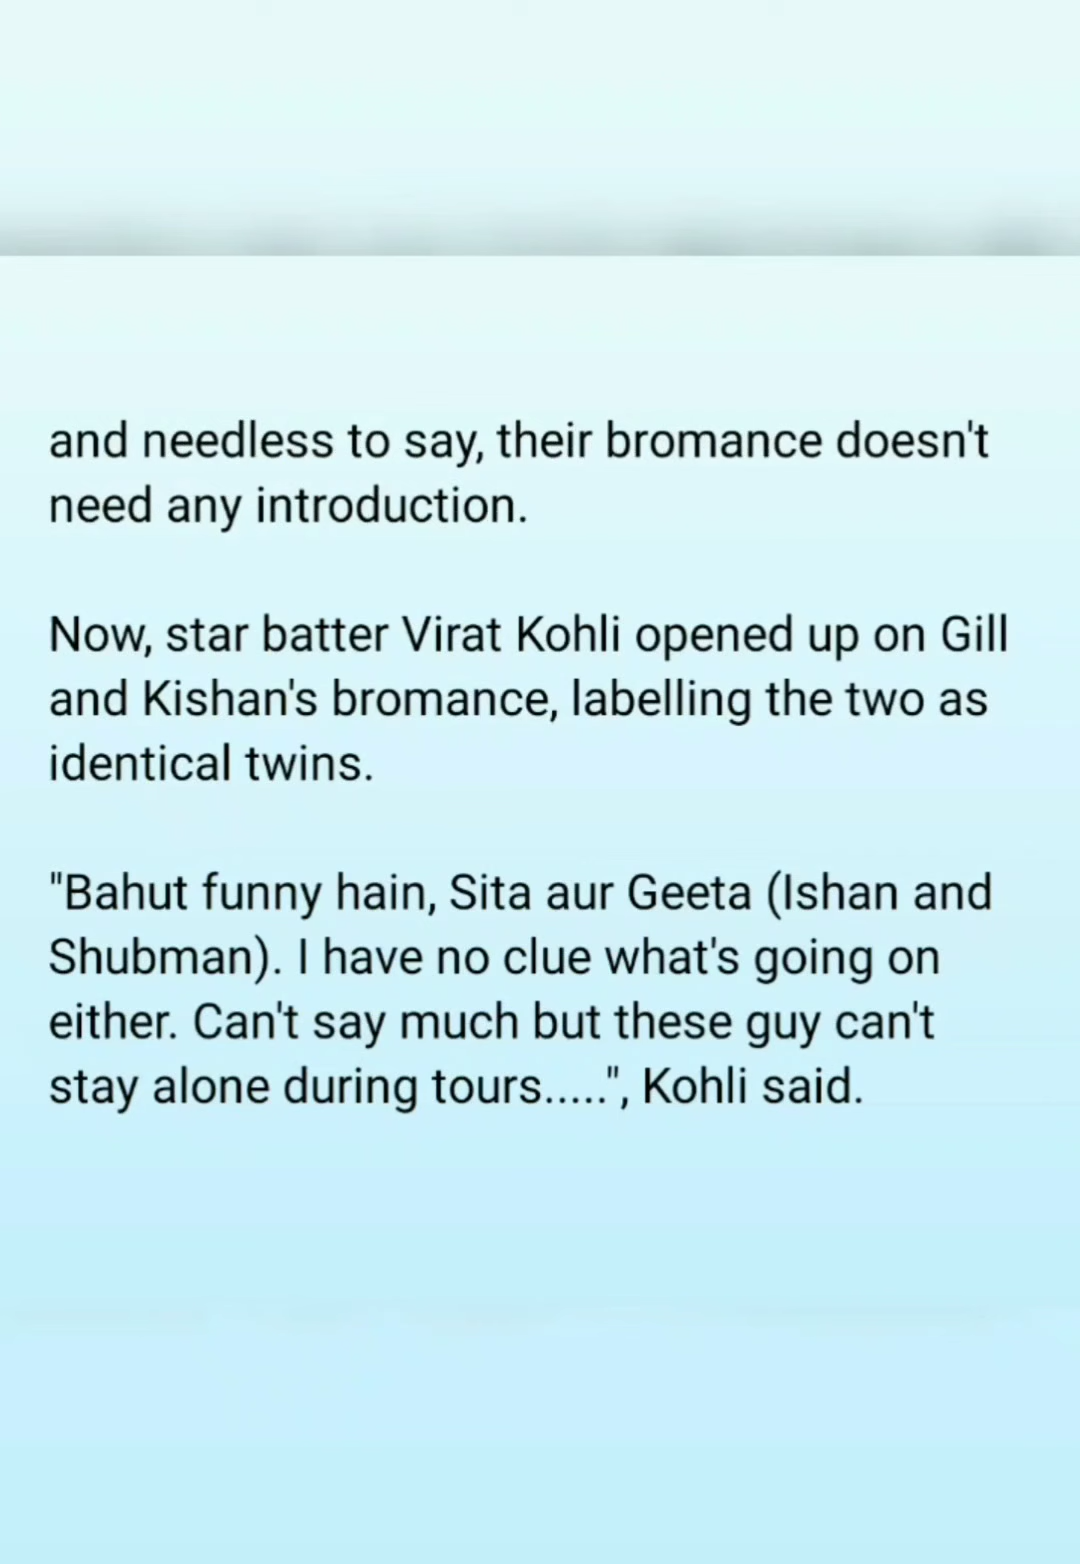 and needless to say, their bromance doesn't
need any introduction.
Now, star batter Virat Kohli opened up on Gill
and Kishan's bromance, labelling the two as
identical twins.
"Bahut funny hain, Sita aur Geeta (Ishan and
Shubman). I have no clue what's going on
either. Can't say much but these guy can't
stay alone during tours.....", Kohli said.